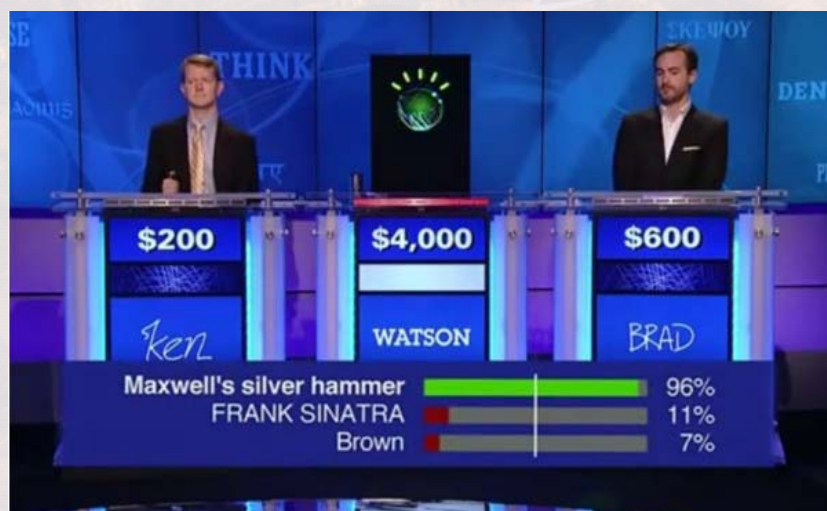 SE
THINK
ΣΚΕΨΟΥ
DEN
$200
$4,000
$600
ken
WATSON
BRAD
Maxwell's silver hammer 96%
FRANK SINATRA 11%
Brown 7%